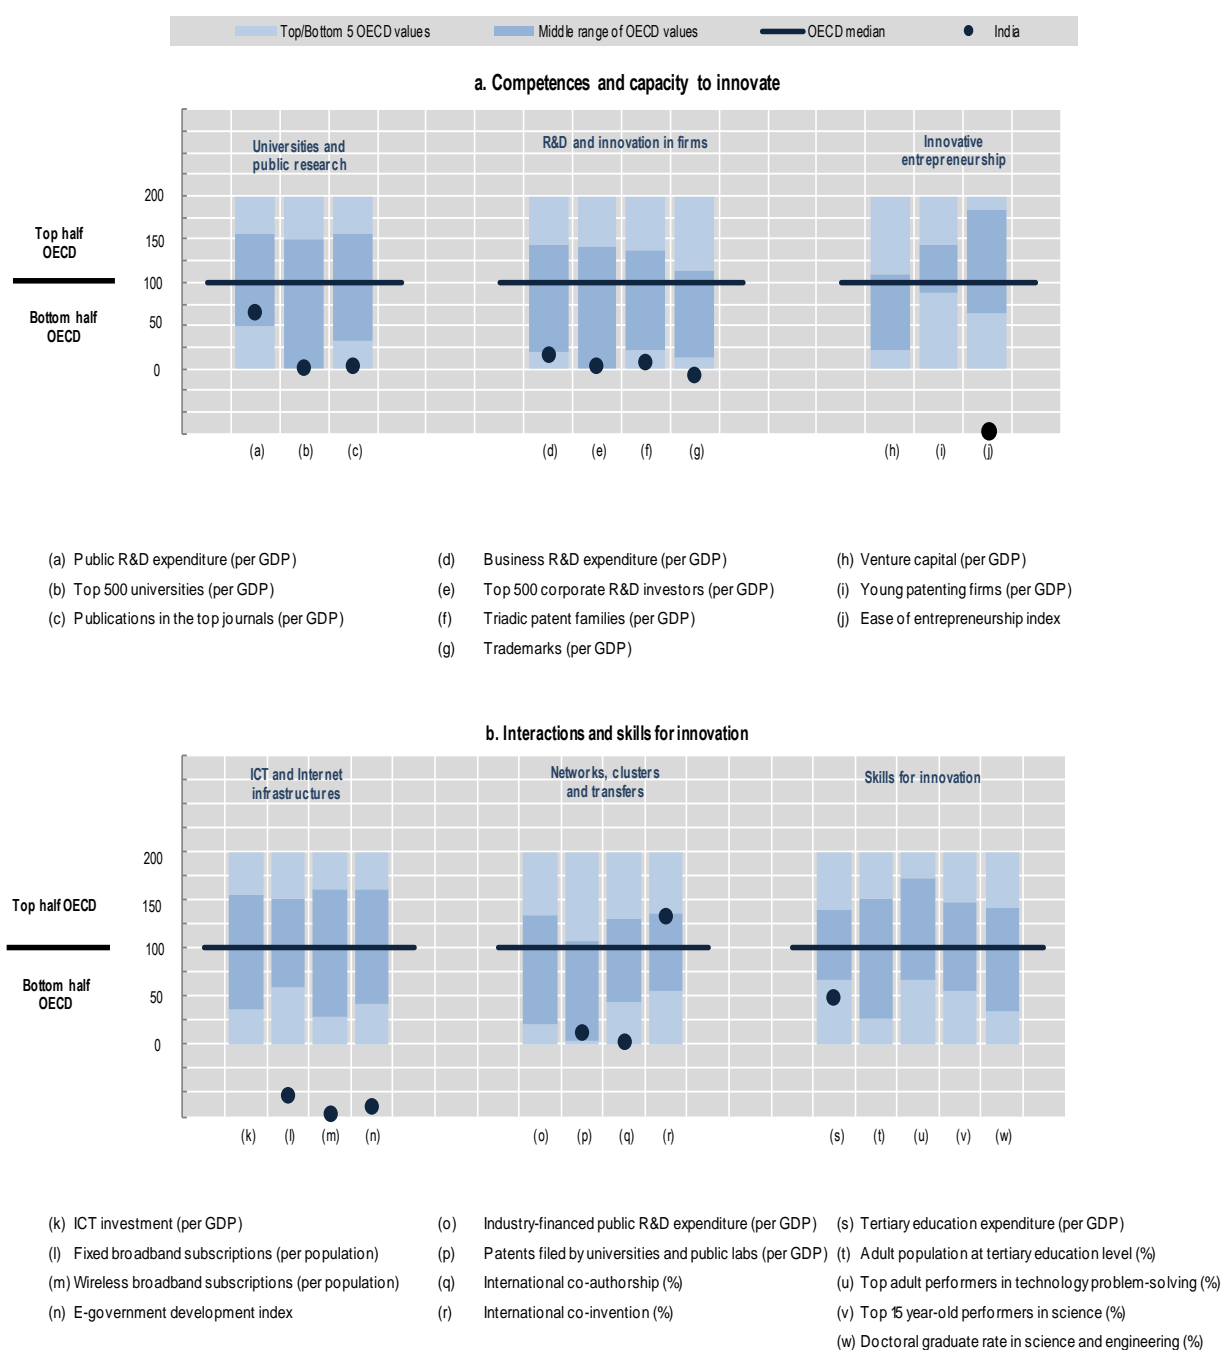 Top/Bottom 5 OECD values Middle range of OECD values OECD median India
a. Competences and capacity to innovate
Universities and
public research
R&D and innovation in firms
Innovative
entrepreneurship
200
150
100
50
0
Top half
OECD
Bottom half
OECD
(a) (b) (c) (d) (e) (f) (g) (h) (i) (j)
(a) Public R&D expenditure (per GDP)
(b) Top 500 universities (per GDP)
(c) Publications in the top journals (per GDP)
(d) Business R&D expenditure (per GDP)
(e) Top 500 corporate R&D investors (per GDP)
(f) Triadic patent families (per GDP)
(g) Trademarks (per GDP)
(h) Venture capital (per GDP)
(i) Young patenting firms (per GDP)
(j) Ease of entrepreneurship index
b. Interactions and skills for innovation
ICT and Internet
infrastructures
Networks, clusters
and transfers
Skills for innovation
200
150
100
50
0
Top half OECD
Bottom half
OECD
(k) (l) (m) (n) (o) (p) (q) (r) (s) (t) (u) (v) (w)
(k) ICT investment (per GDP)
(l) Fixed broadband subscriptions (per population)
(m) Wireless broadband subscriptions (per population)
(n) E-government development index
(o) Industry-financed public R&D expenditure (per GDP)
(p) Patents filed by universities and public labs (per GDP)
(q) International co-authorship (%)
(r) International co-invention (%)
(s) Tertiary education expenditure (per GDP)
(t) Adult population at tertiary education level (%)
(u) Top adult performers in technology problem-solving (%)
(v) Top 15 year-old performers in science (%)
(w) Doctoral graduate rate in science and engineering (%)